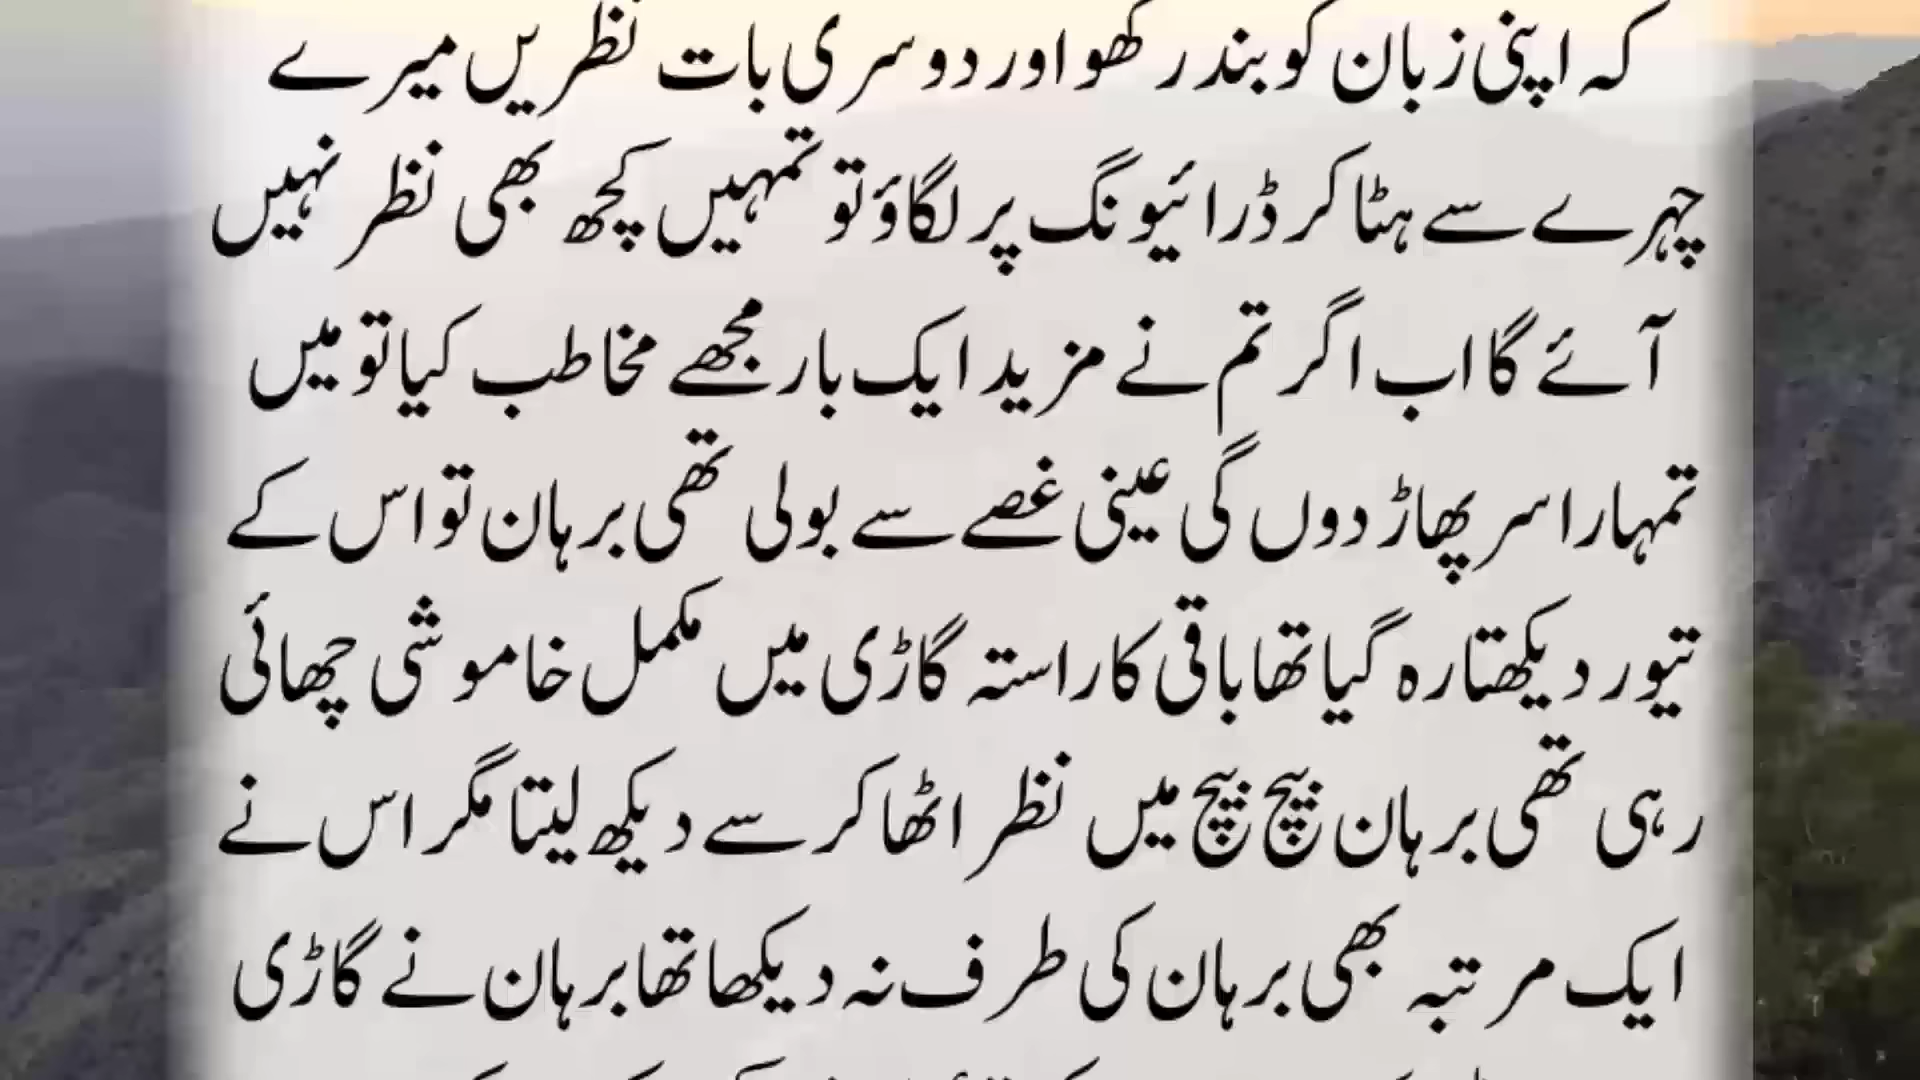 کہ اپنی زبان کو بند رکھو اور دوسری بات نظریں میرے
چہرے سے ہٹا کر ڈرائیونگ پر لگاؤ تو تمہیں کچھ بھی نظر نہیں
آئے گا اب اگر تم نے مزید ایک بار مجھے مخاطب کیا تو میں
تمہارا سر پھاڑ دوں گی عینی غصے سے بولی تھی برہان تو اس کے
تیور دیکھتا رہ گیا تھا باقی کا راستہ گاڑی میں مکمل خاموشی چھائی
رہی تھی برہان بیچ بیچ میں نظر اٹھا کر سے دیکھ لیتا مگر اس نے
ایک مرتبہ بھی برہان کی طرف نہ دیکھا تھا برہان نے گاڑی